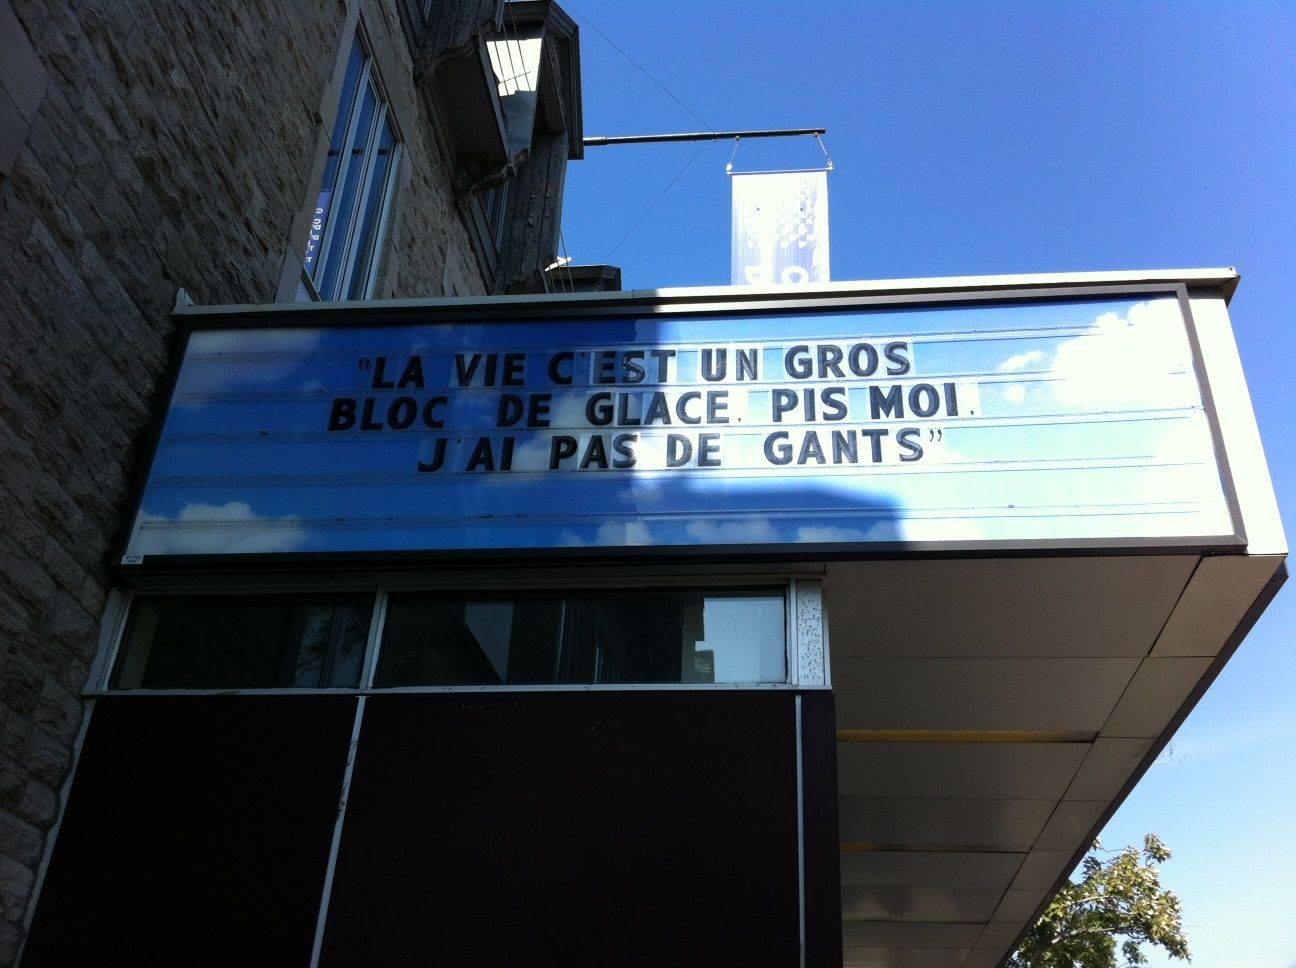 “LA VIE C'EST UN GROS
BLOC DE GLACE, PIS MOI,
J'AI PAS DE GANTS”